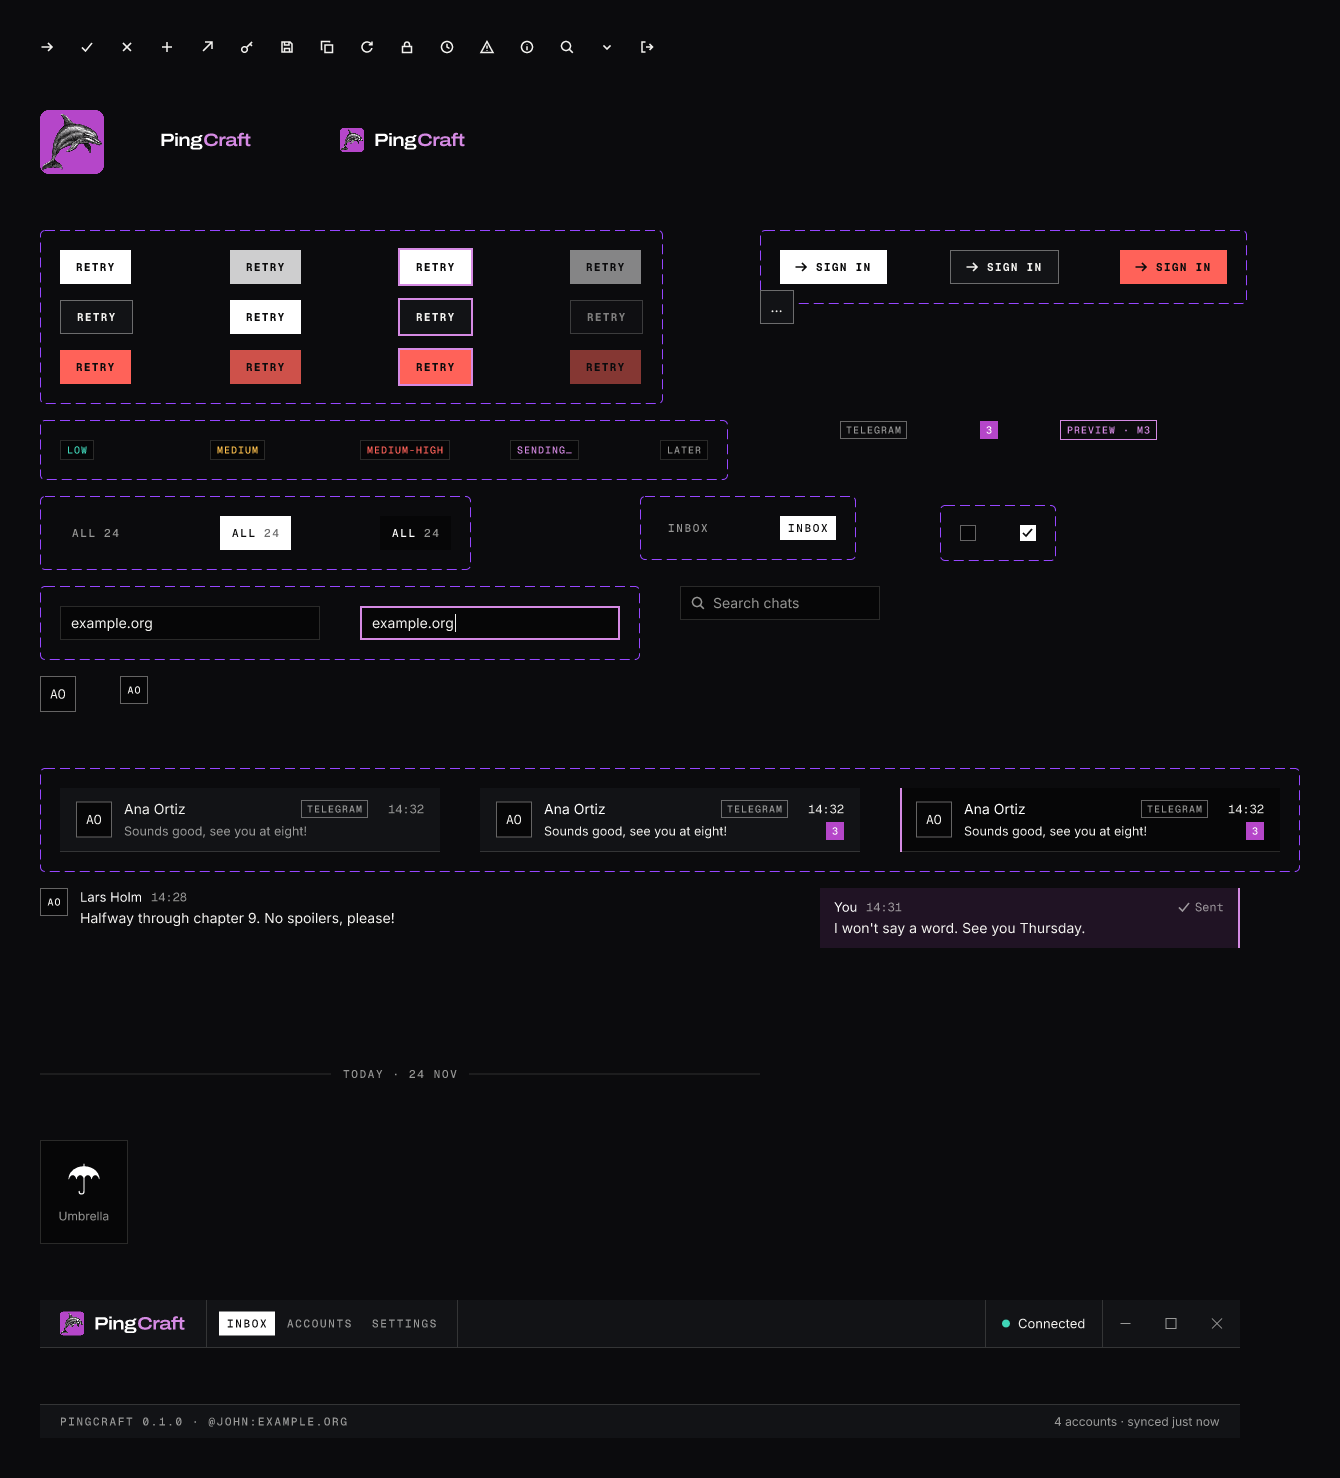 PingCraft
PingCraft
RETRY RETRY RETRY RETRY
RETRY RETRY RETRY RETRY
RETRY RETRY RETRY RETRY
SIGN IN SIGN IN SIGN IN
...
LOW MEDIUM MEDIUM-HIGH SENDING… LATER
TELEGRAM 3 PREVIEW · M3
ALL 24 ALL 24 ALL 24
INBOX INBOX
example.org example.org
Search chats
AO AO
AO Ana Ortiz TELEGRAM 14:32
Sounds good, see you at eight!
AO Ana Ortiz TELEGRAM 14:32
Sounds good, see you at eight! 3
AO Ana Ortiz TELEGRAM 14:32
Sounds good, see you at eight! 3
AO Lars Holm 14:28
Halfway through chapter 9. No spoilers, please!
You 14:31 Sent
I won't say a word. See you Thursday.
TODAY · 24 NOV
Umbrella
PingCraft INBOX ACCOUNTS SETTINGS Connected
PINGCRAFT 0.1.0 · @JOHN:EXAMPLE.ORG 4 accounts · synced just now